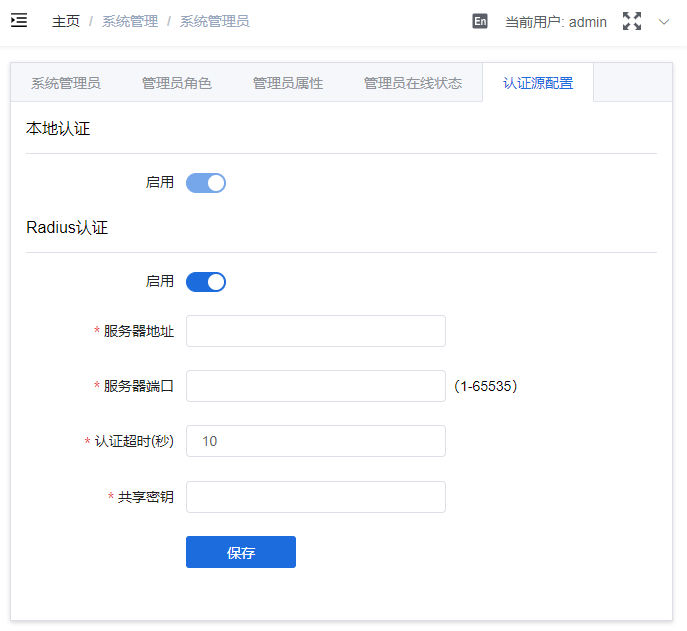 主页 / 系统管理 / 系统管理员 En 当前用户: admin
系统管理员 管理员角色 管理员属性 管理员在线状态 认证源配置
本地认证
启用
Radius认证
启用
* 服务器地址
* 服务器端口 （1-65535）
* 认证超时(秒) 10
* 共享密钥
保存